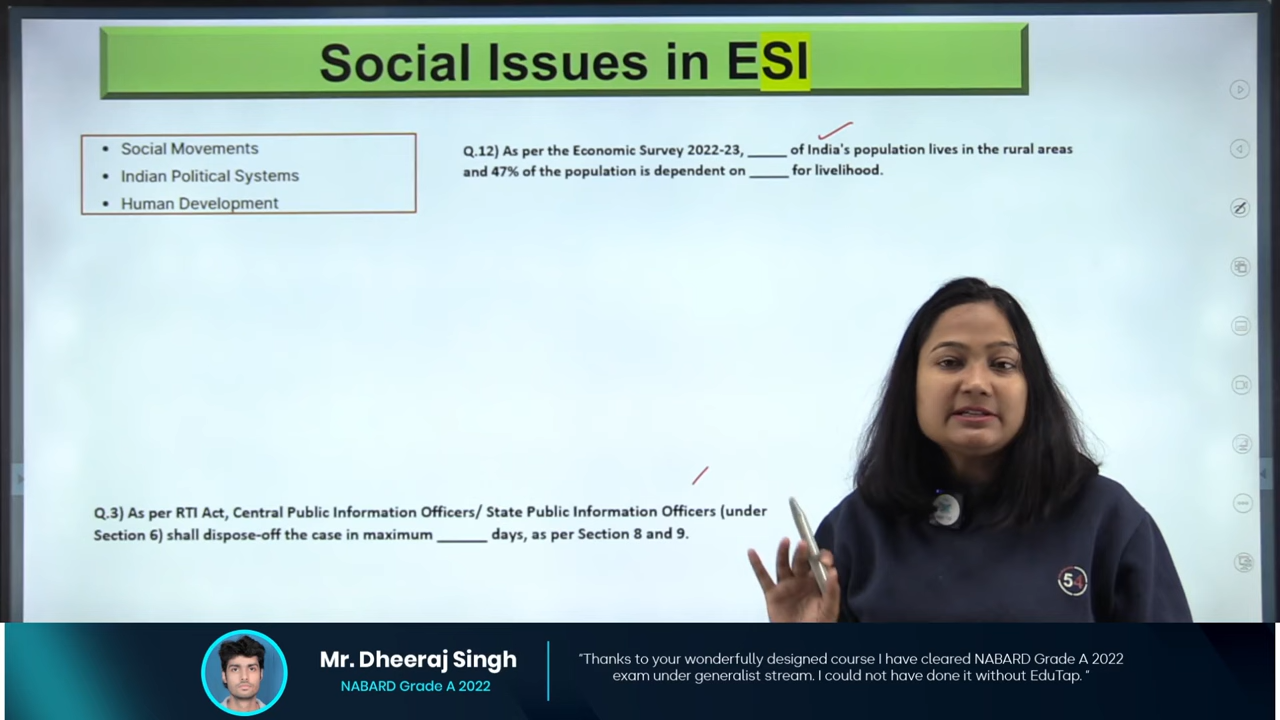 Social Issues in ESI
• Social Movements
• Indian Political Systems
• Human Development
Q.12) As per the Economic Survey 2022-23, _____ of India's population lives in the rural areas
and 47% of the population is dependent on _____ for livelihood.
Q.3) As per RTI Act, Central Public Information Officers/ State Public Information Officers (under
Section 6) shall dispose-off the case in maximum ______ days, as per Section 8 and 9.
54
Mr. Dheeraj Singh
NABARD Grade A 2022
“Thanks to your wonderfully designed course I have cleared NABARD Grade A 2022
exam under generalist stream. I could not have done it without EduTap. ”